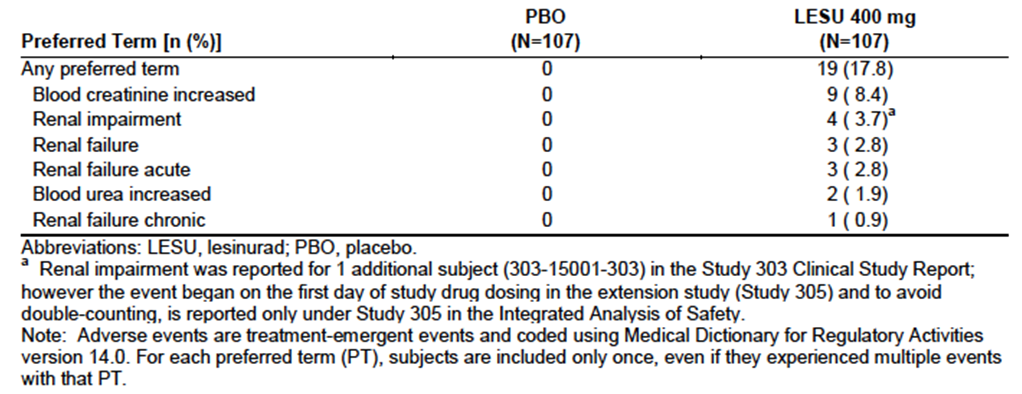 PBO LESU 400 mg
Preferred Term [n (%)] (N=107) (N=107)
Any preferred term 0 19 (17.8)
Blood creatinine increased 0 9 ( 8.4)
Renal impairment 0 4 ( 3.7)a
Renal failure 0 3 ( 2.8)
Renal failure acute 0 3 ( 2.8)
Blood urea increased 0 2 ( 1.9)
Renal failure chronic 0 1 ( 0.9)
Abbreviations: LESU, lesinurad; PBO, placebo.
a Renal impairment was reported for 1 additional subject (303-15001-303) in the Study 303 Clinical Study Report;
however the event began on the first day of study drug dosing in the extension study (Study 305) and to avoid
double-counting, is reported only under Study 305 in the Integrated Analysis of Safety.
Note: Adverse events are treatment-emergent events and coded using Medical Dictionary for Regulatory Activities
version 14.0. For each preferred term (PT), subjects are included only once, even if they experienced multiple events
with that PT.